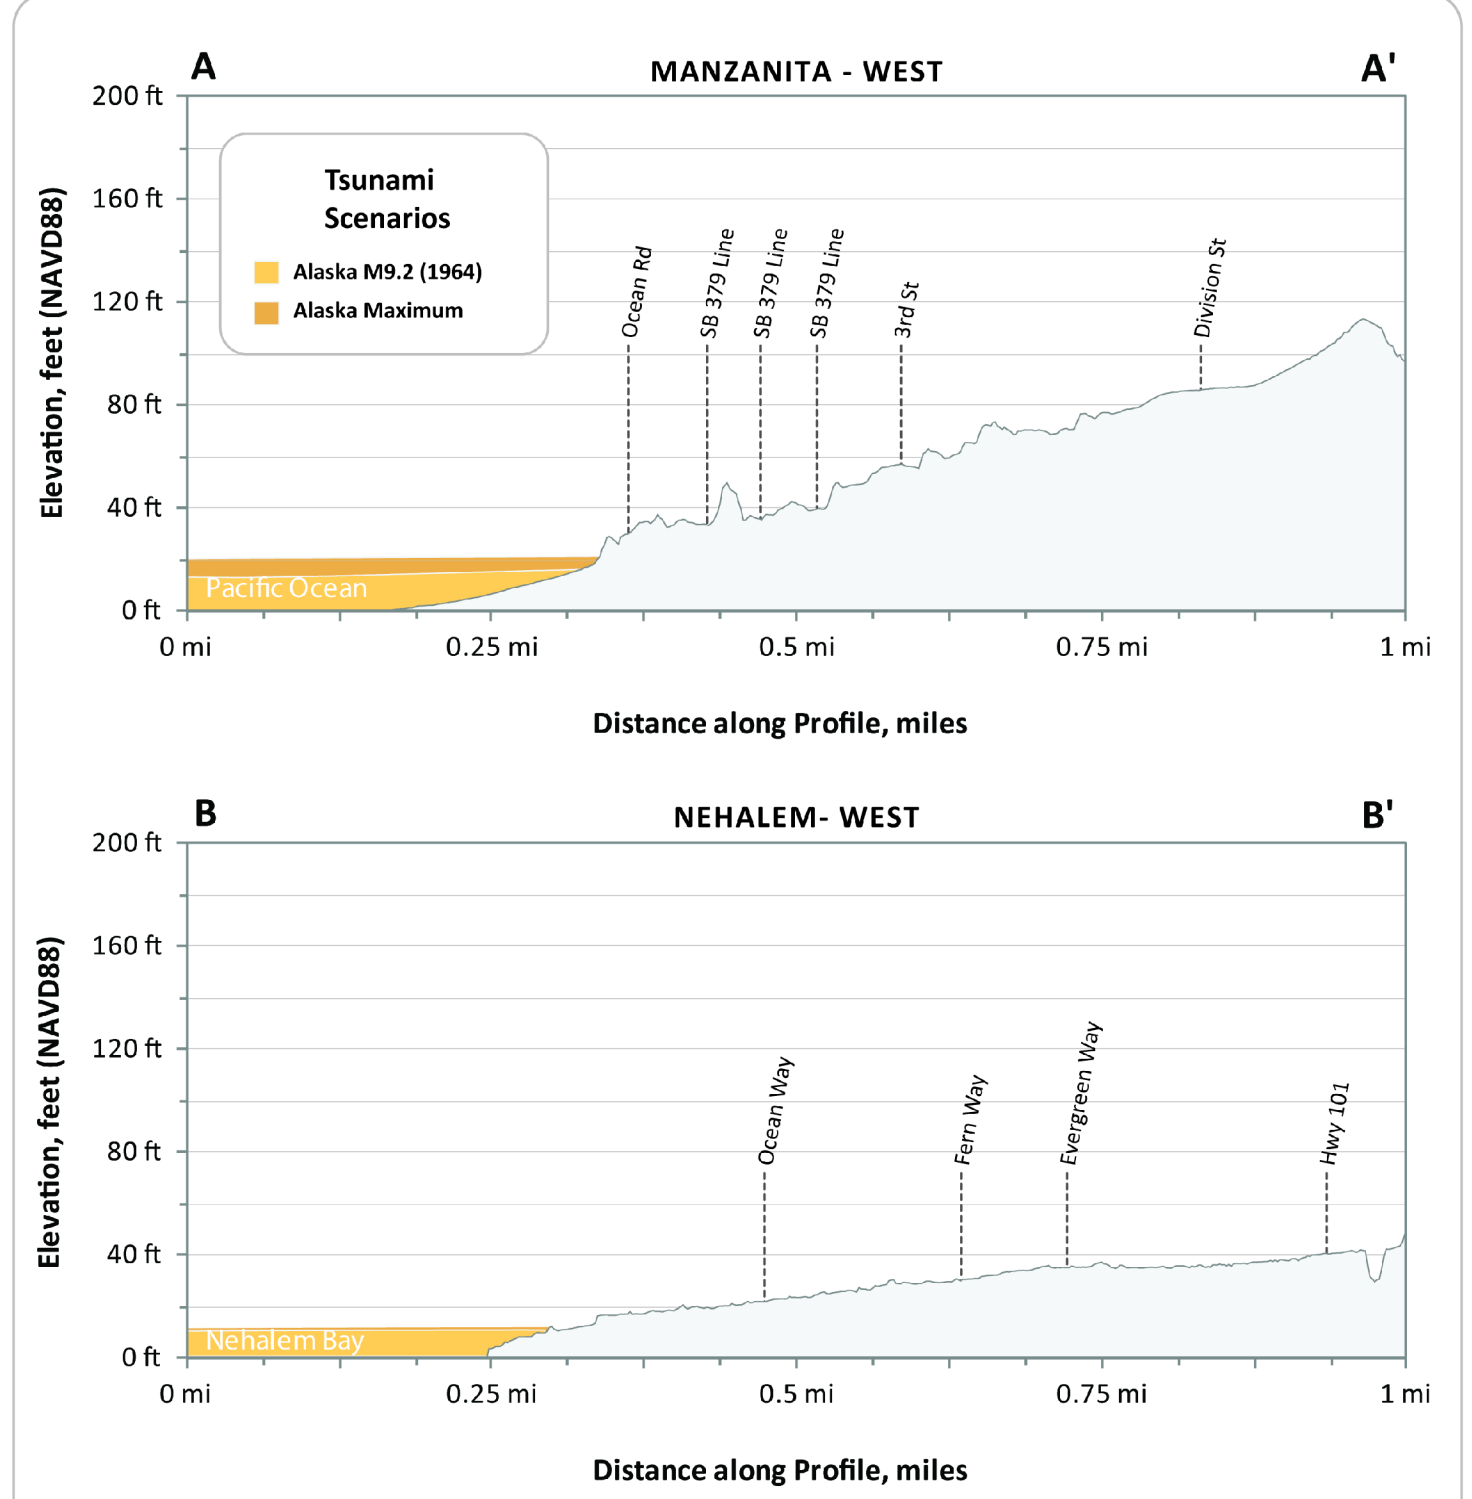 A
MANZANITA - WEST
A'
200 ft
160 ft
120 ft
80 ft
40 ft
0 ft
Elevation, feet (NAVD88)
Tsunami
Scenarios
Alaska M9.2 (1964)
Alaska Maximum
Ocean Rd
SB 379 Line
SB 379 Line
SB 379 Line
3rd St
Division St
Pacific Ocean
0 mi
0.25 mi
0.5 mi
0.75 mi
1 mi
Distance along Profile, miles
B
NEHALEM- WEST
B'
200 ft
160 ft
120 ft
80 ft
40 ft
0 ft
Elevation, feet (NAVD88)
Ocean Way
Fern Way
Evergreen Way
Hwy 101
Nehalem Bay
0 mi
0.25 mi
0.5 mi
0.75 mi
1 mi
Distance along Profile, miles